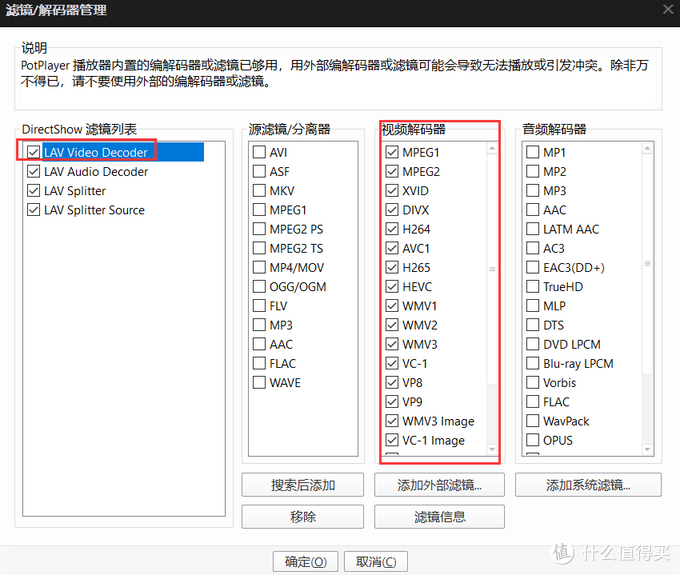 滤镜/解码器管理
说明
PotPlayer 播放器内置的编解码器或滤镜已够用，用外部编解码器或滤镜可能会导致无法播放或引发冲突。除非万
不得已，请不要使用外部的编解码器或滤镜。
DirectShow 滤镜列表
LAV Video Decoder
LAV Audio Decoder
LAV Splitter
LAV Splitter Source
源滤镜/分离器
AVI
ASF
MKV
MPEG1
MPEG2 PS
MPEG2 TS
MP4/MOV
OGG/OGM
FLV
MP3
AAC
FLAC
WAVE
视频解码器
MPEG1
MPEG2
XVID
DIVX
H264
AVC1
H265
HEVC
WMV1
WMV2
WMV3
VC-1
VP8
VP9
WMV3 Image
VC-1 Image
音频解码器
MP1
MP2
MP3
AAC
LATM AAC
AC3
EAC3(DD+)
TrueHD
MLP
DTS
DVD LPCM
Blu-ray LPCM
Vorbis
FLAC
WavPack
OPUS
搜索后添加
添加外部滤镜...
添加系统滤镜...
移除
滤镜信息
确定(O)
取消(C)
值 什么值得买